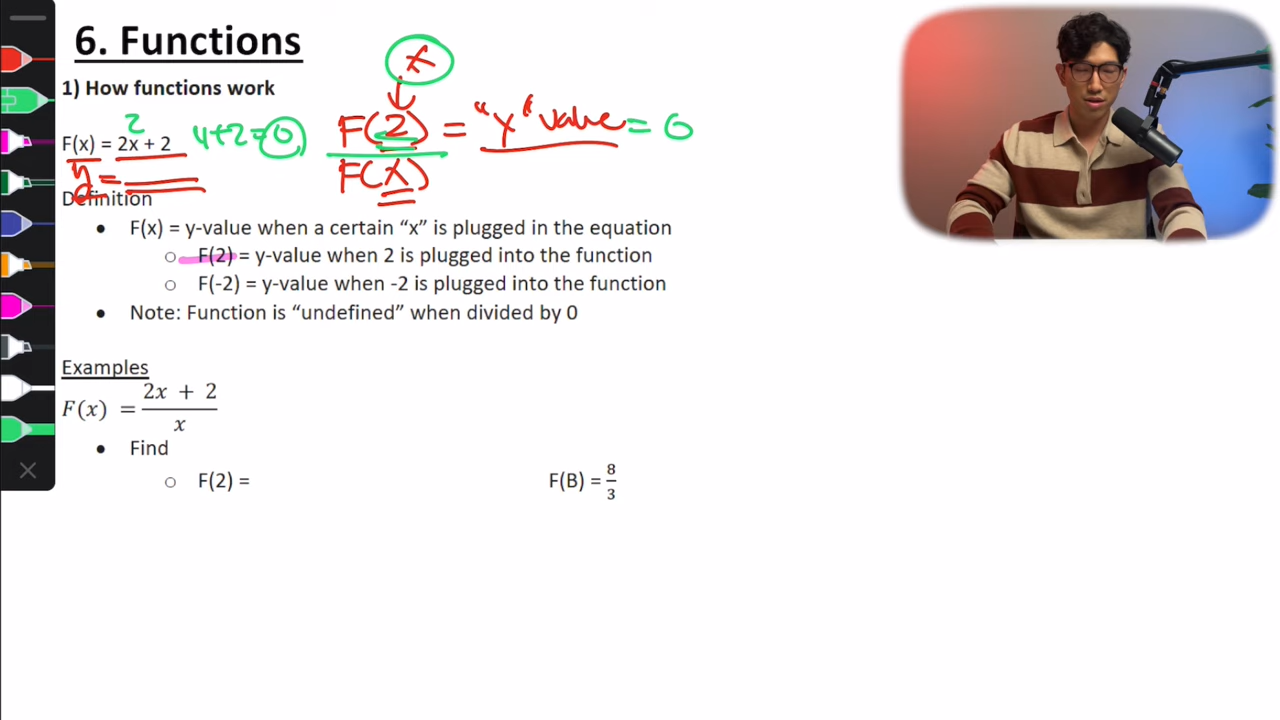 6. Functions
x
1) How functions work
2
F(x) = 2x + 2
4+2=6
F(2) = "y" value = 6
y =
F(x)
Definition
• F(x) = y-value when a certain “x” is plugged in the equation
○ F(2) = y-value when 2 is plugged into the function
○ F(-2) = y-value when -2 is plugged into the function
• Note: Function is “undefined” when divided by 0
Examples
F(x) = \frac{2x + 2}{x}
• Find
○ F(2) = F(B) = \frac{8}{3}